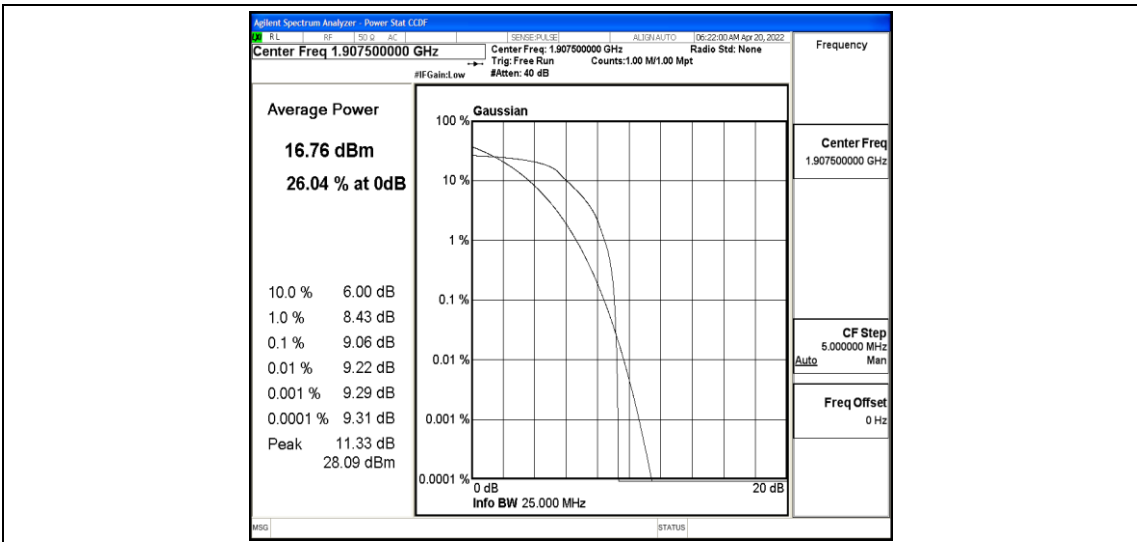 Agilent Spectrum Analyzer - Power Stat CCDF
LXI RL RF 50 Ω AC SENSE:PULSE ALIGNAUTO 06:22:00 AM Apr 20, 2022
Center Freq 1.907500000 GHz
Center Freq: 1.907500000 GHz Radio Std: None
Trig: Free Run Counts:1.00 M/1.00 Mpt
#IFGain:Low #Atten: 40 dB
Frequency
Average Power
16.76 dBm
26.04 % at 0dB
10.0 % 6.00 dB
1.0 % 8.43 dB
0.1 % 9.06 dB
0.01 % 9.22 dB
0.001 % 9.29 dB
0.0001 % 9.31 dB
Peak 11.33 dB
28.09 dBm
Gaussian
100 %
10 %
1 %
0.1 %
0.01 %
0.001 %
0.0001 %
0 dB 20 dB
Info BW 25.000 MHz
Center Freq
1.907500000 GHz
CF Step
5.000000 MHz
Auto Man
Freq Offset
0 Hz
MSG STATUS